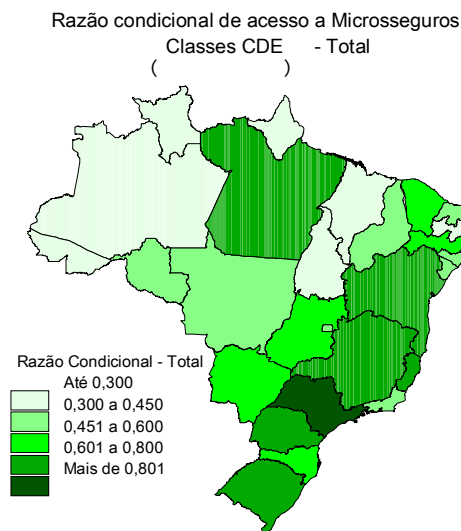 Razão condicional de acesso a Microsseguros
Classes CDE - Total
( )
Razão Condicional - Total
Até 0,300
0,300 a 0,450
0,451 a 0,600
0,601 a 0,800
Mais de 0,801